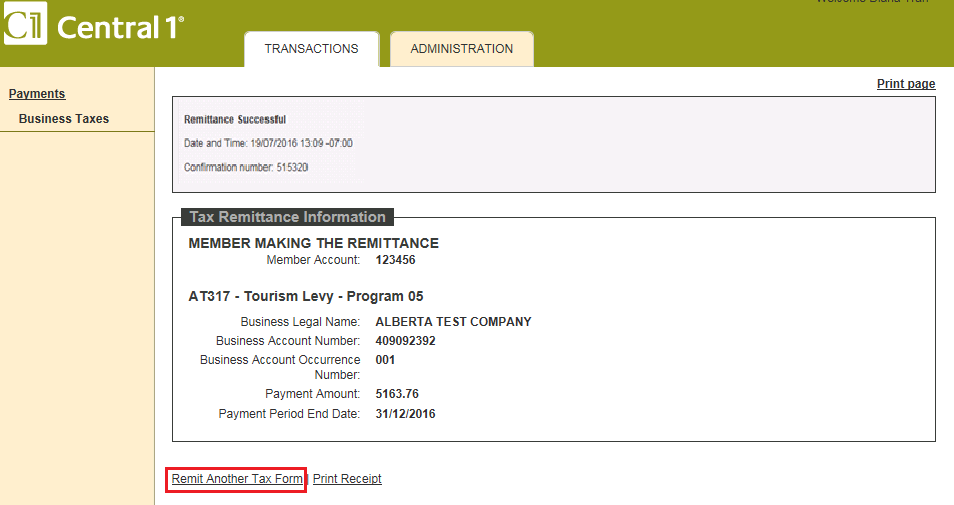 C1 Central 1®
TRANSACTIONS
ADMINISTRATION
Payments
Business Taxes
Print page
Remittance Successful
Date and Time: 19/07/2016 13:09 -07:00
Confirmation number: 515320
Tax Remittance Information
MEMBER MAKING THE REMITTANCE
Member Account: 123456
AT317 - Tourism Levy - Program 05
Business Legal Name: ALBERTA TEST COMPANY
Business Account Number: 409092392
Business Account Occurrence 001
Number:
Payment Amount: 5163.76
Payment Period End Date: 31/12/2016
Remit Another Tax Form Print Receipt